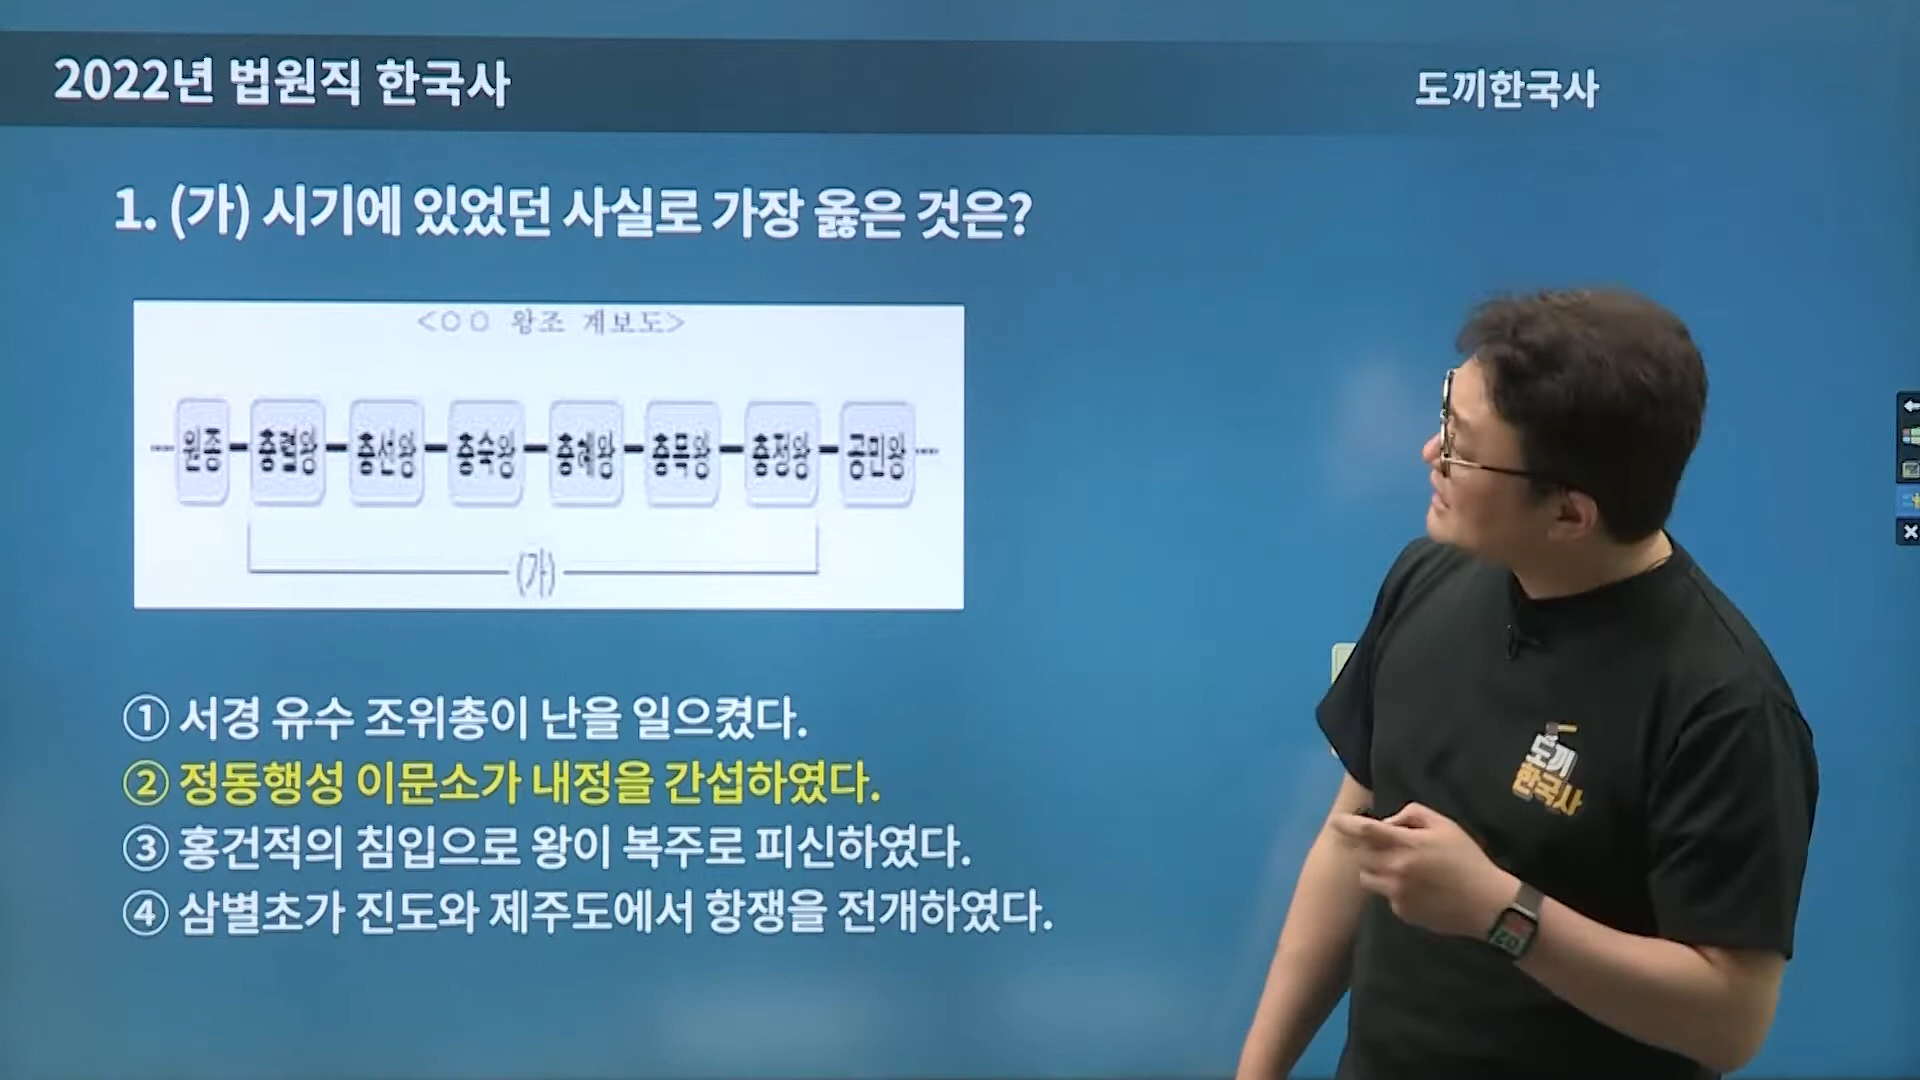 2022년 법원직 한국사
도끼한국사
1. (가) 시기에 있었던 사실로 가장 옳은 것은?
<○○ 왕조 계보도>
원종 충렬왕 충선왕 충숙왕 충혜왕 충목왕 충정왕 공민왕
(가)
① 서경 유수 조위총이 난을 일으켰다.
② 정동행성 이문소가 내정을 간섭하였다.
③ 홍건적의 침입으로 왕이 복주로 피신하였다.
④ 삼별초가 진도와 제주도에서 항쟁을 전개하였다.
도끼
한국사